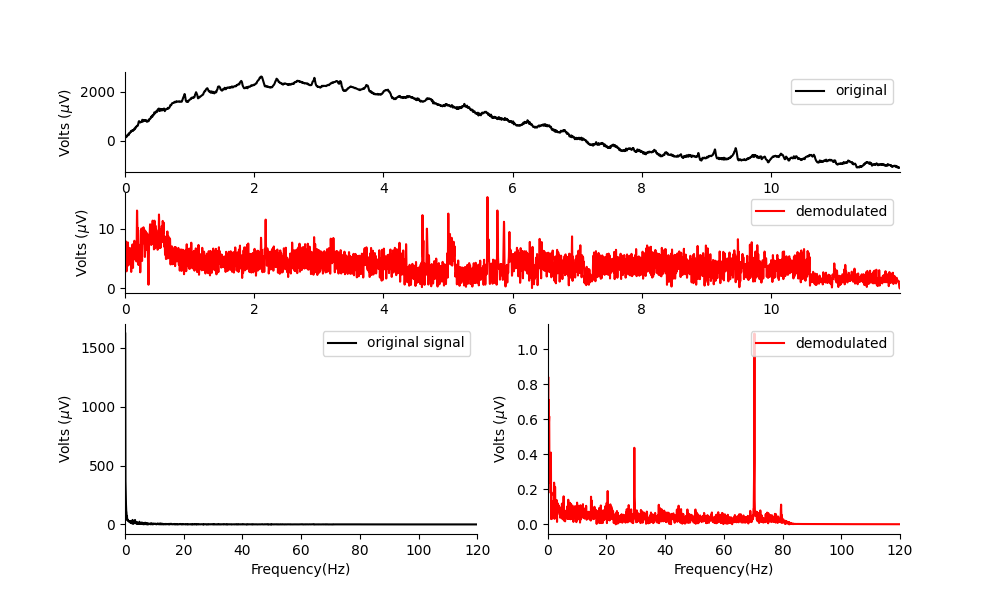 Volts (μV)
2000
0
original
0 2 4 6 8 10
Volts (μV)
10
0
demodulated
0 2 4 6 8 10
Volts (μV)
1500
1000
500
0
original signal
0 20 40 60 80 100 120
Frequency(Hz)
Volts (μV)
1.0
0.8
0.6
0.4
0.2
0.0
demodulated
0 20 40 60 80 100 120
Frequency(Hz)